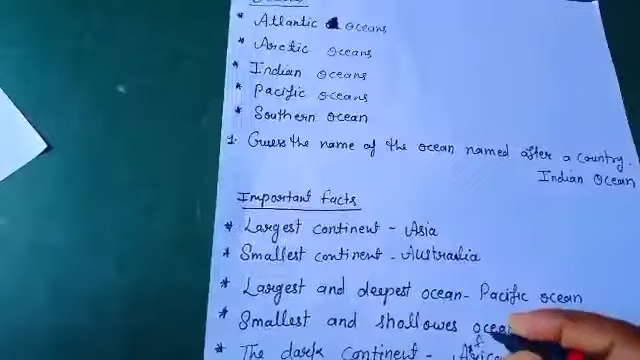 * Atlantic oceans
* Arctic oceans
* Indian oceans
* Pacific oceans
* Southern ocean
1. Guess the name of the ocean named after a country.
Indian Ocean
Important facts
* Largest continent - Asia
* Smallest continent - Australia
* Largest and deepest ocean - Pacific ocean
* Smallest and shallowes
* The dark continent -